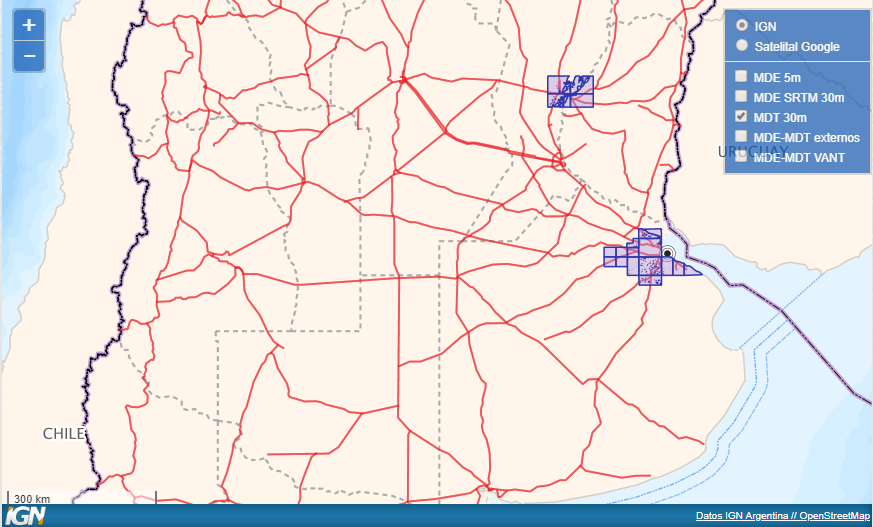 +
IGN
Satelital Google
−
MDE 5m
MDE SRTM 30m
MDT 30m
MDE-MDT externos
URUGUAY
MDE-MDT VANT
CHILE
300 km
IGN
Datos IGN Argentina // OpenStreetMap